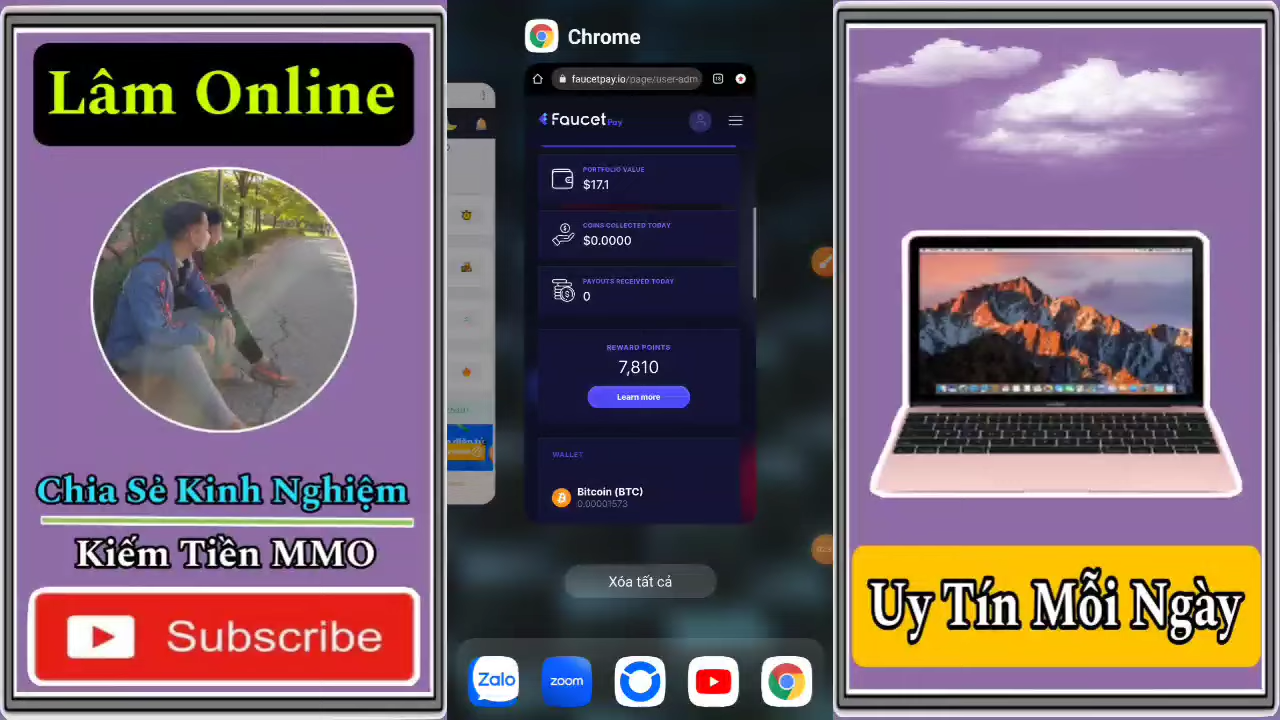 Lâm Online
Chia Sẻ Kinh Nghiệm
Kiếm Tiền MMO
Subscribe
Chrome
faucetpay.io/page/user-adm
Faucet Pay
PORTFOLIO VALUE
$17.1
COINS COLLECTED TODAY
$0.0000
PAYOUTS RECEIVED TODAY
0
REWARD POINTS
7,810
Learn more
WALLET
Bitcoin (BTC)
0.00001573
Xóa tất cả
Zalo
zoom
Uy Tín Mỗi Ngày